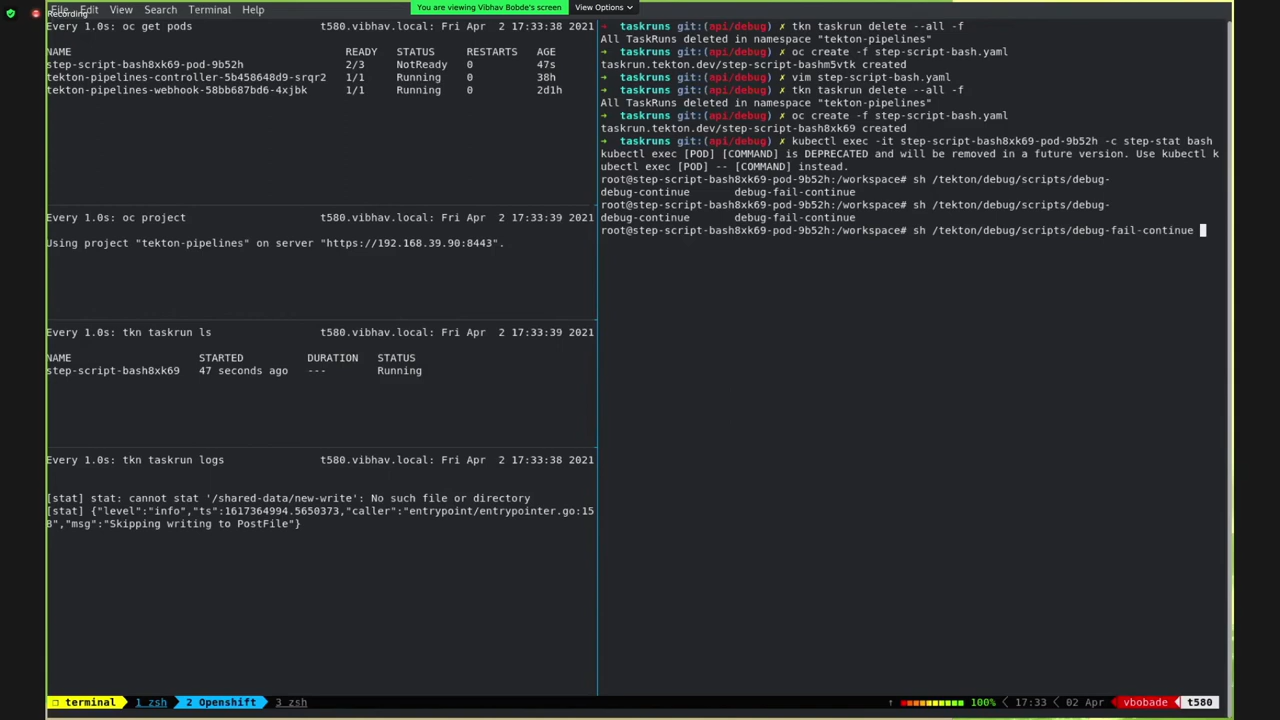 Recording
File Edit View Search Terminal Help
You are viewing Vibhav Bobde's screen
View Options
Every 1.0s: oc get pods t580.vibhav.local: Fri Apr 2 17:33:38 2021
NAME READY STATUS RESTARTS AGE
step-script-bash8xk69-pod-9b52h 2/3 NotReady 0 47s
tekton-pipelines-controller-5b458648d9-srqr2 1/1 Running 0 38h
tekton-pipelines-webhook-58bb687bd6-4xjbk 1/1 Running 0 2d1h
Every 1.0s: oc project t580.vibhav.local: Fri Apr 2 17:33:39 2021
Using project "tekton-pipelines" on server "https://192.168.39.90:8443".
Every 1.0s: tkn taskrun ls t580.vibhav.local: Fri Apr 2 17:33:39 2021
NAME STARTED DURATION STATUS
step-script-bash8xk69 47 seconds ago --- Running
Every 1.0s: tkn taskrun logs t580.vibhav.local: Fri Apr 2 17:33:38 2021
[stat] stat: cannot stat '/shared-data/new-write': No such file or directory
[stat] {"level":"info","ts":1617364994.5650373,"caller":"entrypoint/entrypointer.go:15
8","msg":"Skipping writing to PostFile"}
➜ taskruns git:(api/debug) ✗ tkn taskrun delete --all -f
All TaskRuns deleted in namespace "tekton-pipelines"
➜ taskruns git:(api/debug) ✗ oc create -f step-script-bash.yaml
taskrun.tekton.dev/step-script-bashm5vtk created
➜ taskruns git:(api/debug) ✗ vim step-script-bash.yaml
➜ taskruns git:(api/debug) ✗ tkn taskrun delete --all -f
All TaskRuns deleted in namespace "tekton-pipelines"
➜ taskruns git:(api/debug) ✗ oc create -f step-script-bash.yaml
taskrun.tekton.dev/step-script-bash8xk69 created
➜ taskruns git:(api/debug) ✗ kubectl exec -it step-script-bash8xk69-pod-9b52h -c step-stat bash
kubectl exec [POD] [COMMAND] is DEPRECATED and will be removed in a future version. Use kubectl k
ubectl exec [POD] -- [COMMAND] instead.
root@step-script-bash8xk69-pod-9b52h:/workspace# sh /tekton/debug/scripts/debug-
debug-continue debug-fail-continue
root@step-script-bash8xk69-pod-9b52h:/workspace# sh /tekton/debug/scripts/debug-
debug-continue debug-fail-continue
root@step-script-bash8xk69-pod-9b52h:/workspace# sh /tekton/debug/scripts/debug-fail-continue
terminal 1 zsh 2 Openshift 3 zsh ↑ 100% 17:33 02 Apr vbobade t580